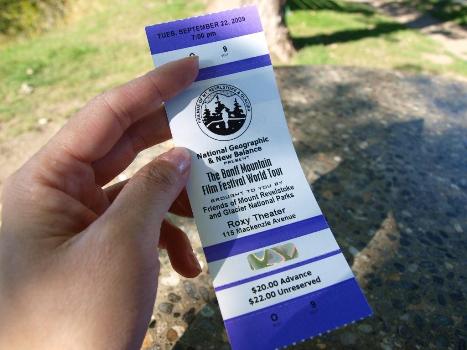 TUES, SEPTEMBER 22, 2009
7:00 pm
National Geographic
& New Balance
PRESENT
The Banff Mountain
Film Festival World Tour
BROUGHT TO YOU BY
Friends of Mount Revelstoke
and Glacier National Parks
Roxy Theater
115 Mackenzie Avenue
$20.00 Advance
$22.00 Unreserved